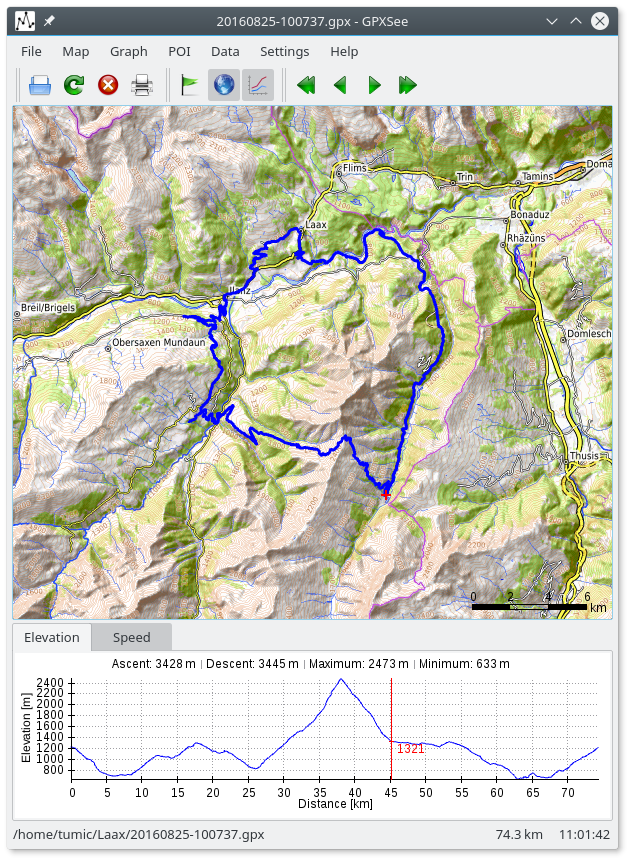 20160825-100737.gpx - GPXSee
File Map Graph POI Data Settings Help
Flims
Trin
Tamins
Doma
Bonaduz
Laax
Rhäzüns
Ilanz
Breil/Brigels
Obersaxen Mundaun
Domlesch
Thusis
0 2 4 6
km
Elevation Speed
Ascent: 3428 m | Descent: 3445 m | Maximum: 2473 m | Minimum: 633 m
Elevation [m]
2400
2200
2000
1800
1600
1400
1200
1000
800
1321
0 5 10 15 20 25 30 35 40 45 50 55 60 65 70
Distance [km]
/home/tumic/Laax/20160825-100737.gpx 74.3 km 11:01:42